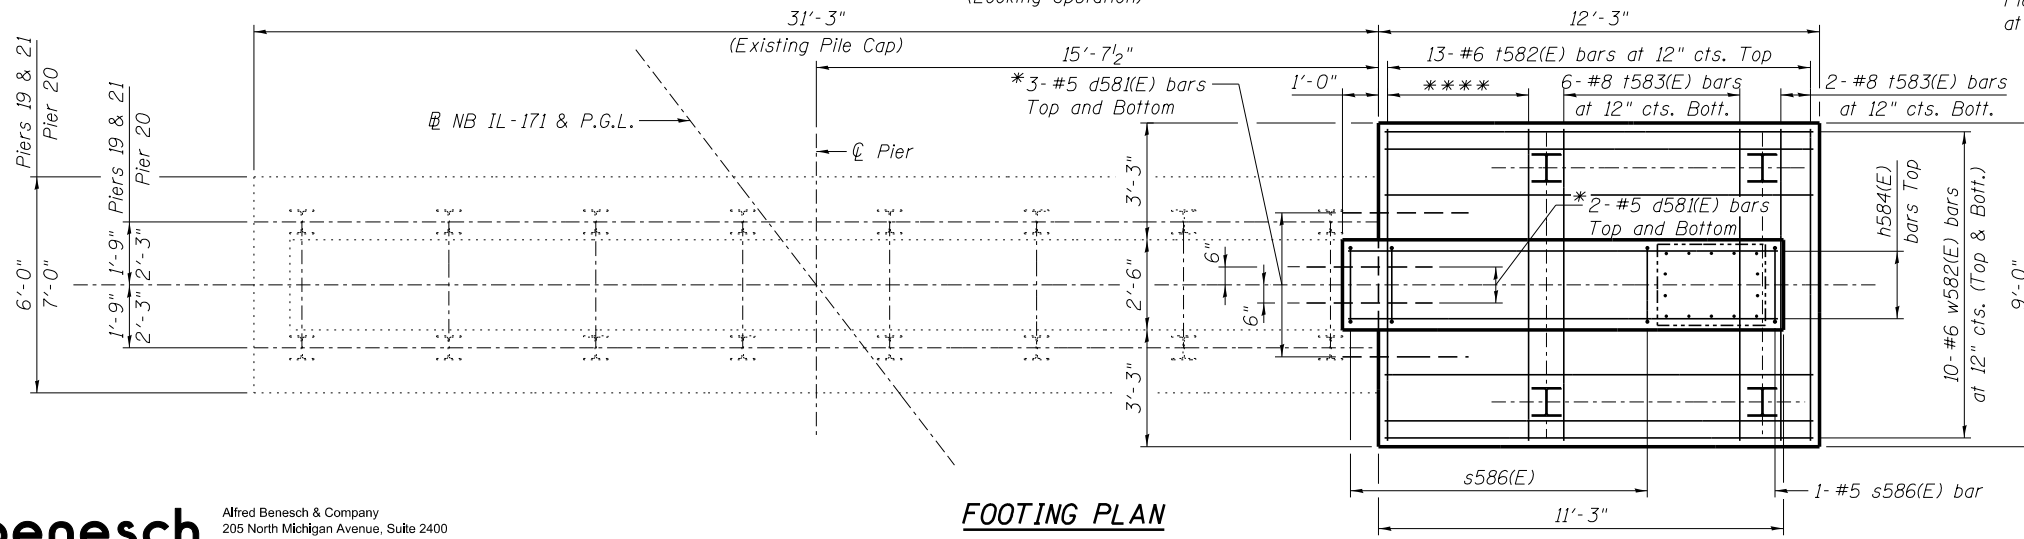 31'-3"
(Existing Pile Cap)
12'-3"
at
15'-7½"
13-#6 t582(E) bars at 12" cts. Top
*3-#5 d581(E) bars
Top and Bottom
1'-0"
****
6-#8 t583(E) bars
at 12" cts. Bott.
2-#8 t583(E) bars
at 12" cts. Bott.
Piers 19 & 21
Pier 20
Piers 19 & 21
Pier 20
℄ NB IL-171 & P.G.L.
℄ Pier
3'-3"
*2-#5 d581(E) bars
Top and Bottom
h584(E)
bars Top
10-#6 w582(E) bars
at 12" cts. (Top & Bott.)
9'-0"
6'-0"
7'-0"
1'-9"
2'-3"
1'-9"
2'-3"
6"
6"
2'-6"
3'-3"
s586(E)
1-#5 s586(E) bar
11'-3"
FOOTING PLAN
benesch
Alfred Benesch & Company
205 North Michigan Avenue, Suite 2400